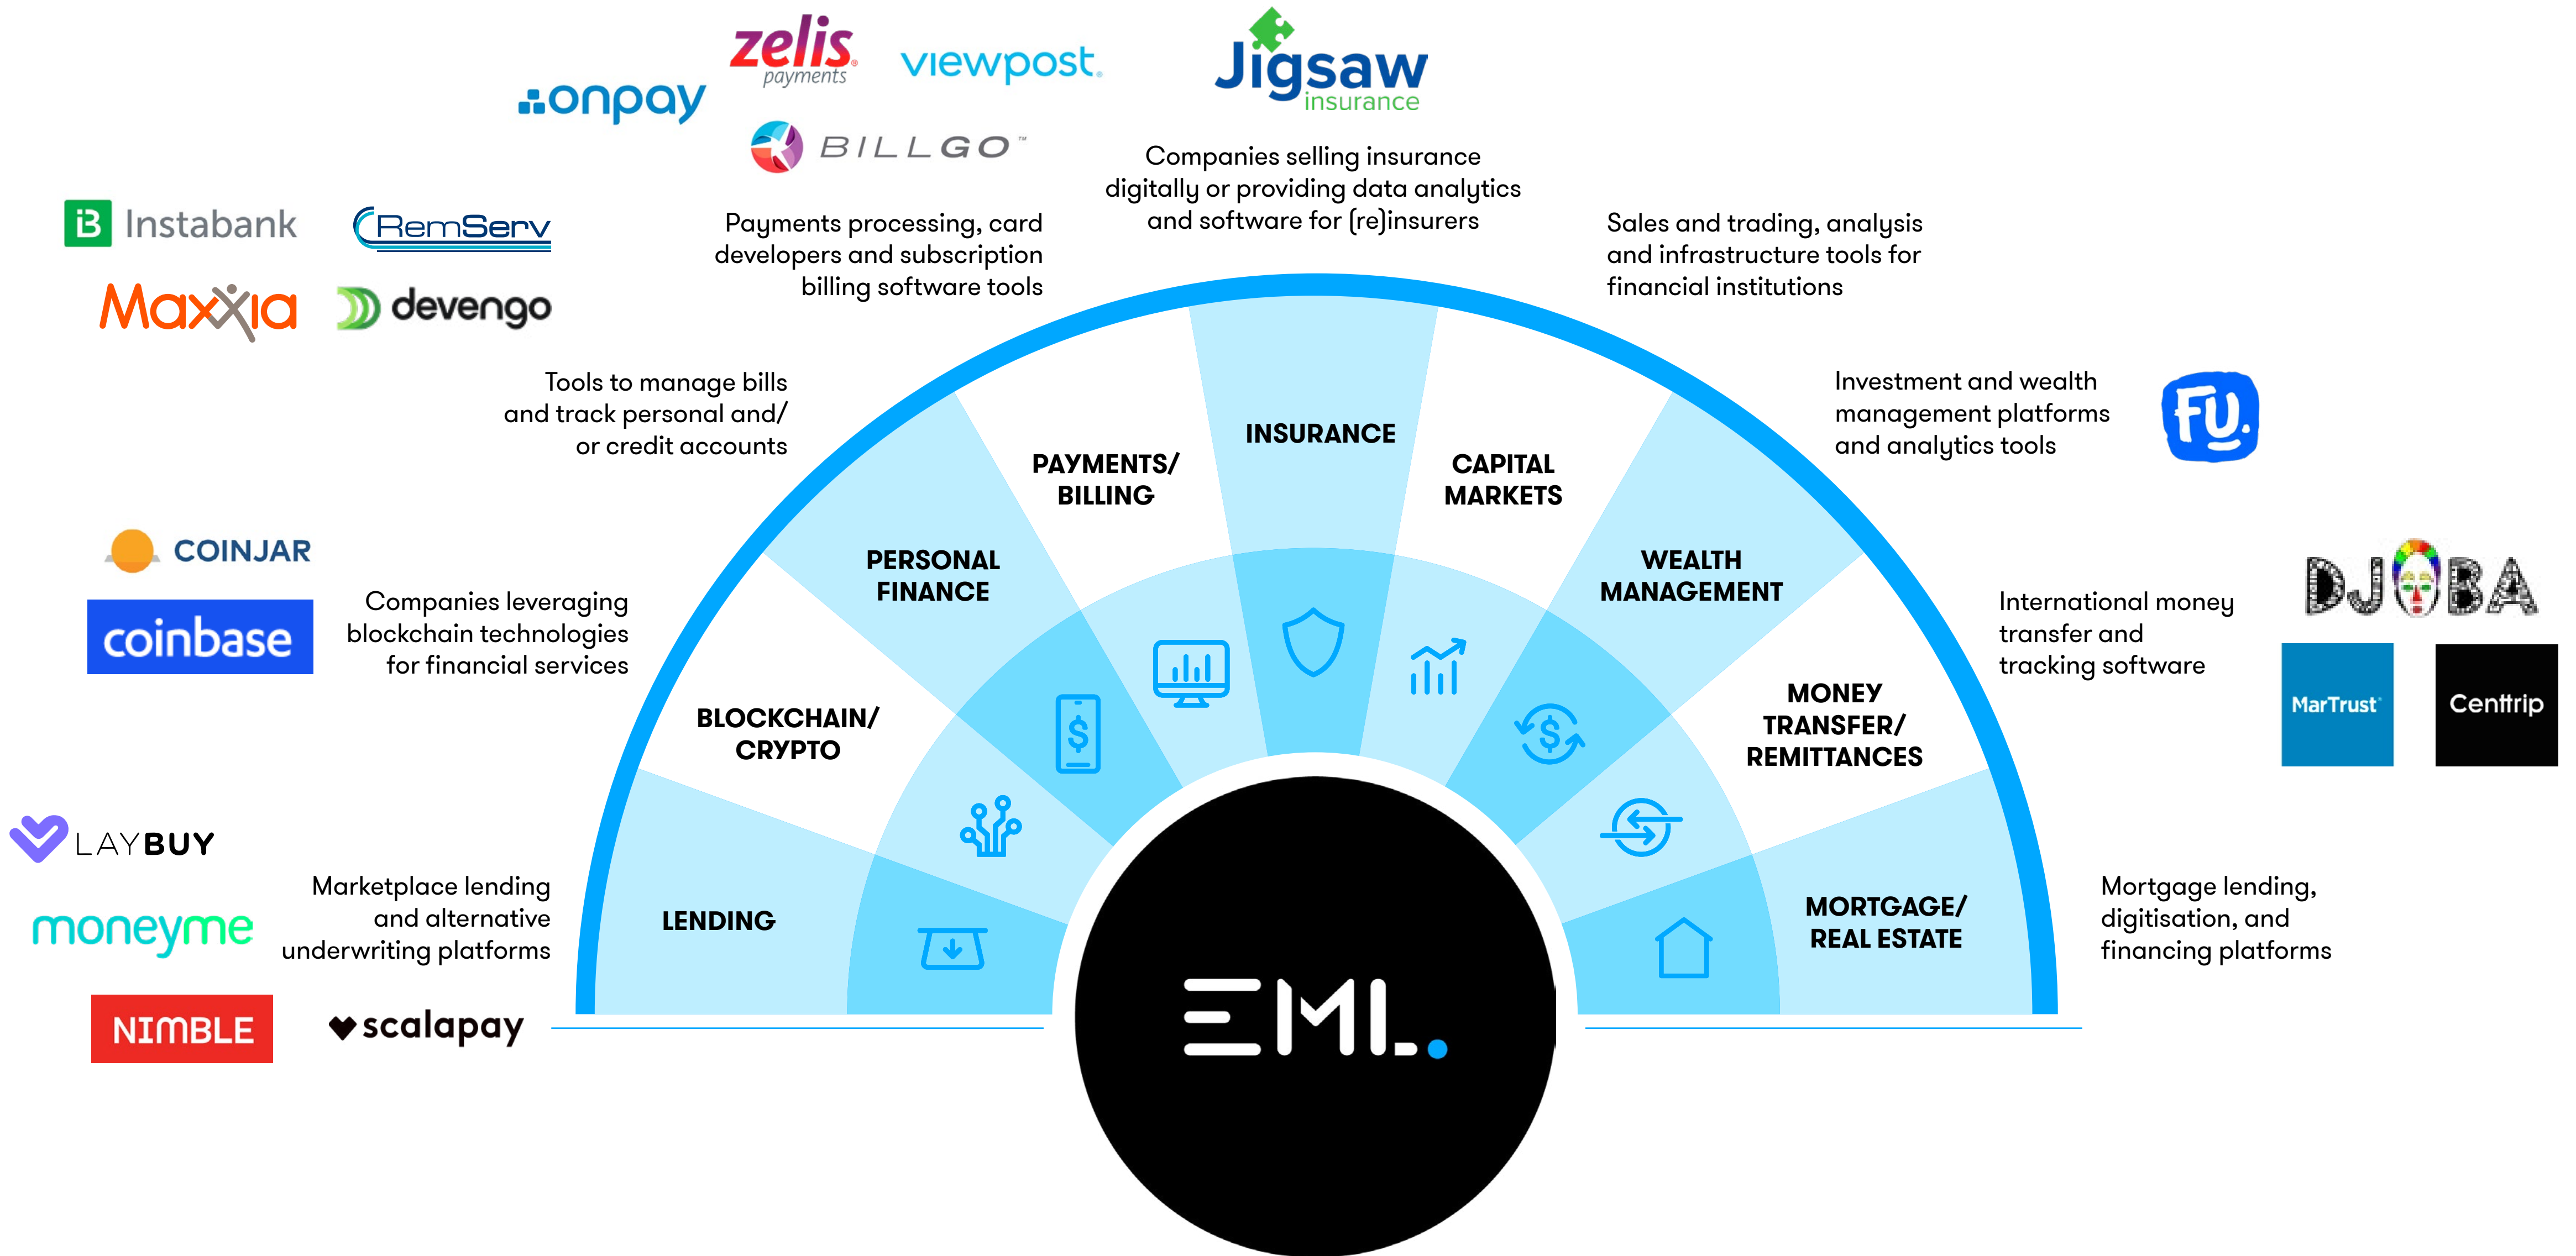 zelis®
payments
viewpost®
onpay
BILLGO™
Jigsaw
insurance
Companies selling insurance
digitally or providing data analytics
and software for (re)insurers
iB Instabank
RemServ
Maxxia
devengo
Payments processing, card
developers and subscription
billing software tools
Sales and trading, analysis
and infrastructure tools for
financial institutions
Tools to manage bills
and track personal and/
or credit accounts
Investment and wealth
management platforms
and analytics tools
FU.
COINJAR
coinbase
Companies leveraging
blockchain technologies
for financial services
International money
transfer and
tracking software
DJOBA
MarTrust®
Centtrip
LAYBUY
moneyme
NIMBLE
scalapay
Marketplace lending
and alternative
underwriting platforms
Mortgage lending,
digitisation, and
financing platforms
LENDING
BLOCKCHAIN/
CRYPTO
PERSONAL
FINANCE
PAYMENTS/
BILLING
INSURANCE
CAPITAL
MARKETS
WEALTH
MANAGEMENT
MONEY
TRANSFER/
REMITTANCES
MORTGAGE/
REAL ESTATE
$
$
EML.